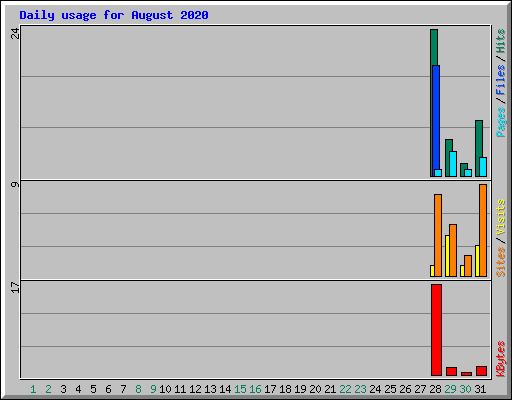 Daily usage for August 2020
24
Pages / Files / Hits
9
Sites / Visits
17
KBytes
1 2 3 4 5 6 7 8 9 10 11 12 13 14 15 16 17 18 19 20 21 22 23 24 25 26 27 28 29 30 31